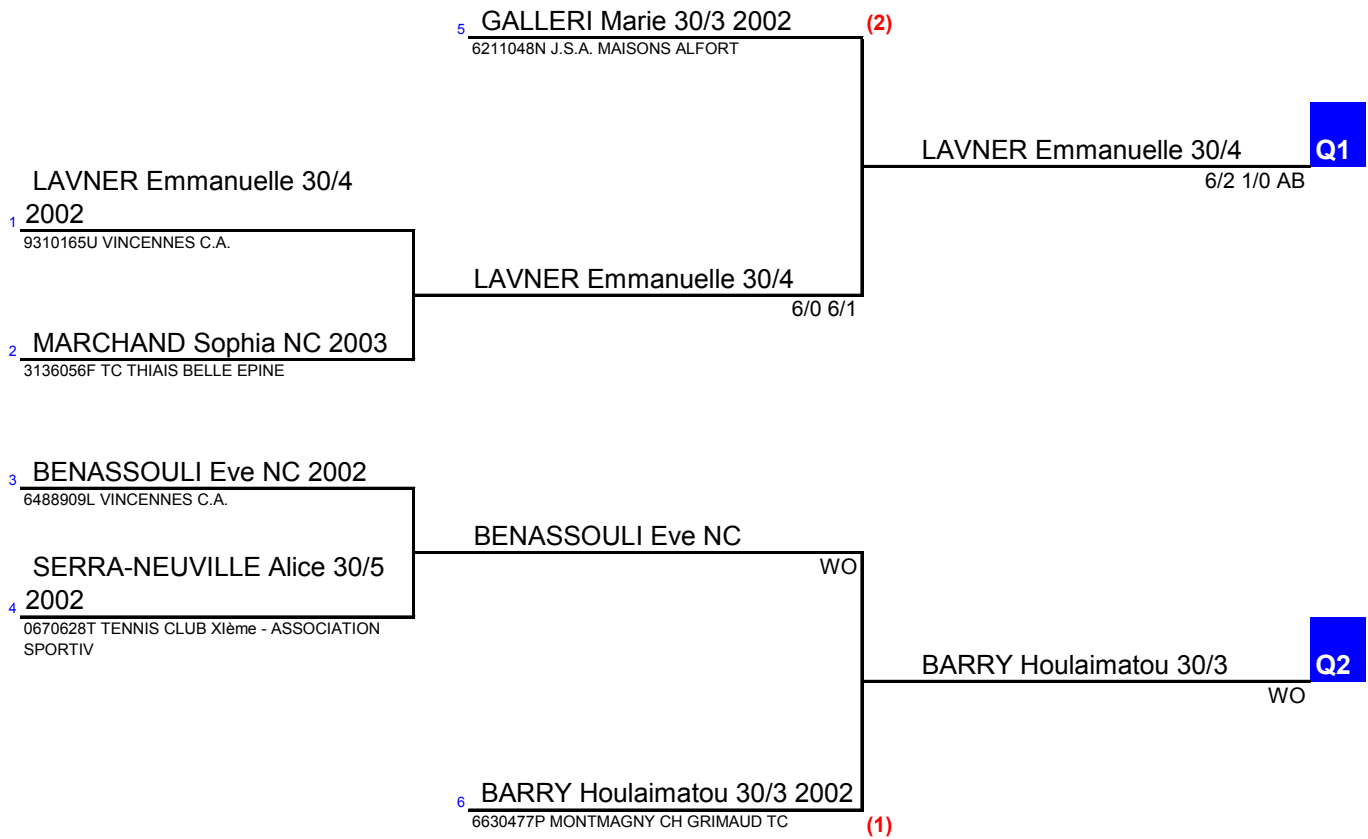 5 GALLERI Marie 30/3 2002 (2)
6211048N J.S.A. MAISONS ALFORT
LAVNER Emmanuelle 30/4 Q1
6/2 1/0 AB
LAVNER Emmanuelle 30/4
1 2002
9310165U VINCENNES C.A.
LAVNER Emmanuelle 30/4
6/0 6/1
2 MARCHAND Sophia NC 2003
3136056F TC THIAIS BELLE EPINE
3 BENASSOULI Eve NC 2002
6488909L VINCENNES C.A.
BENASSOULI Eve NC
WO
SERRA-NEUVILLE Alice 30/5
4 2002
0670628T TENNIS CLUB XIème - ASSOCIATION
SPORTIV
BARRY Houlaimatou 30/3 Q2
WO
6 BARRY Houlaimatou 30/3 2002
6630477P MONTMAGNY CH GRIMAUD TC (1)